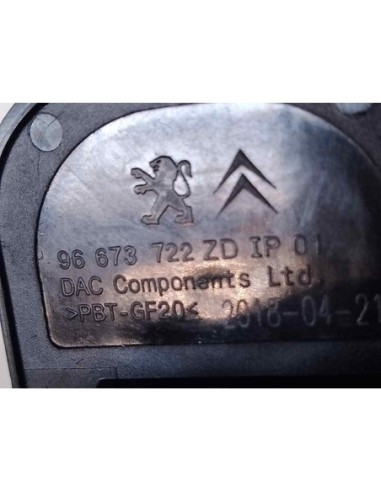 96 673 722 ZD IP 01
DAC Components Ltd.
>PBT-GF20< 2018-04-21